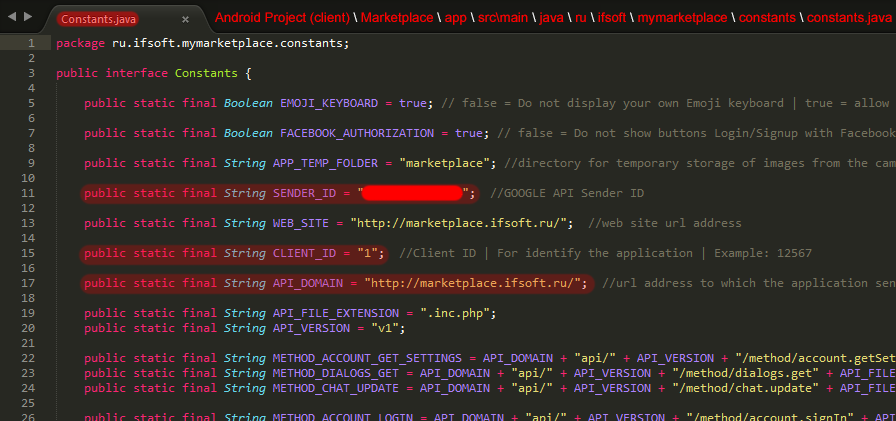 Constants.java × Android Project (client) \ Marketplace \ app \ src\main \ java \ ru \ ifsoft \ mymarketplace \ constants \ constants.java
1 package ru.ifsoft.mymarketplace.constants;
2
3 public interface Constants {
4
5 public static final Boolean EMOJI_KEYBOARD = true; // false = Do not display your own Emoji keyboard | true = allow
6
7 public static final Boolean FACEBOOK_AUTHORIZATION = true; // false = Do not show buttons Login/Signup with Facebook
8
9 public static final String APP_TEMP_FOLDER = "marketplace"; //directory for temporary storage of images from the cam
10
11 public static final String SENDER_ID = " "; //GOOGLE API Sender ID
12
13 public static final String WEB_SITE = "http://marketplace.ifsoft.ru/"; //web site url address
14
15 public static final String CLIENT_ID = "1"; //Client ID | For identify the application | Example: 12567
16
17 public static final String API_DOMAIN = "http://marketplace.ifsoft.ru/"; //url address to which the application sen
18
19 public static final String API_FILE_EXTENSION = ".inc.php";
20 public static final String API_VERSION = "v1";
21
22 public static final String METHOD_ACCOUNT_GET_SETTINGS = API_DOMAIN + "api/" + API_VERSION + "/method/account.getSet
23 public static final String METHOD_DIALOGS_GET = API_DOMAIN + "api/" + API_VERSION + "/method/dialogs.get" + API_FILE
24 public static final String METHOD_CHAT_UPDATE = API_DOMAIN + "api/" + API_VERSION + "/method/chat.update" + API_FILE
25
26 public static final String METHOD_ACCOUNT_LOGIN = API_DOMAIN + "api/" + API_VERSION + "/method/account.signIn" + API